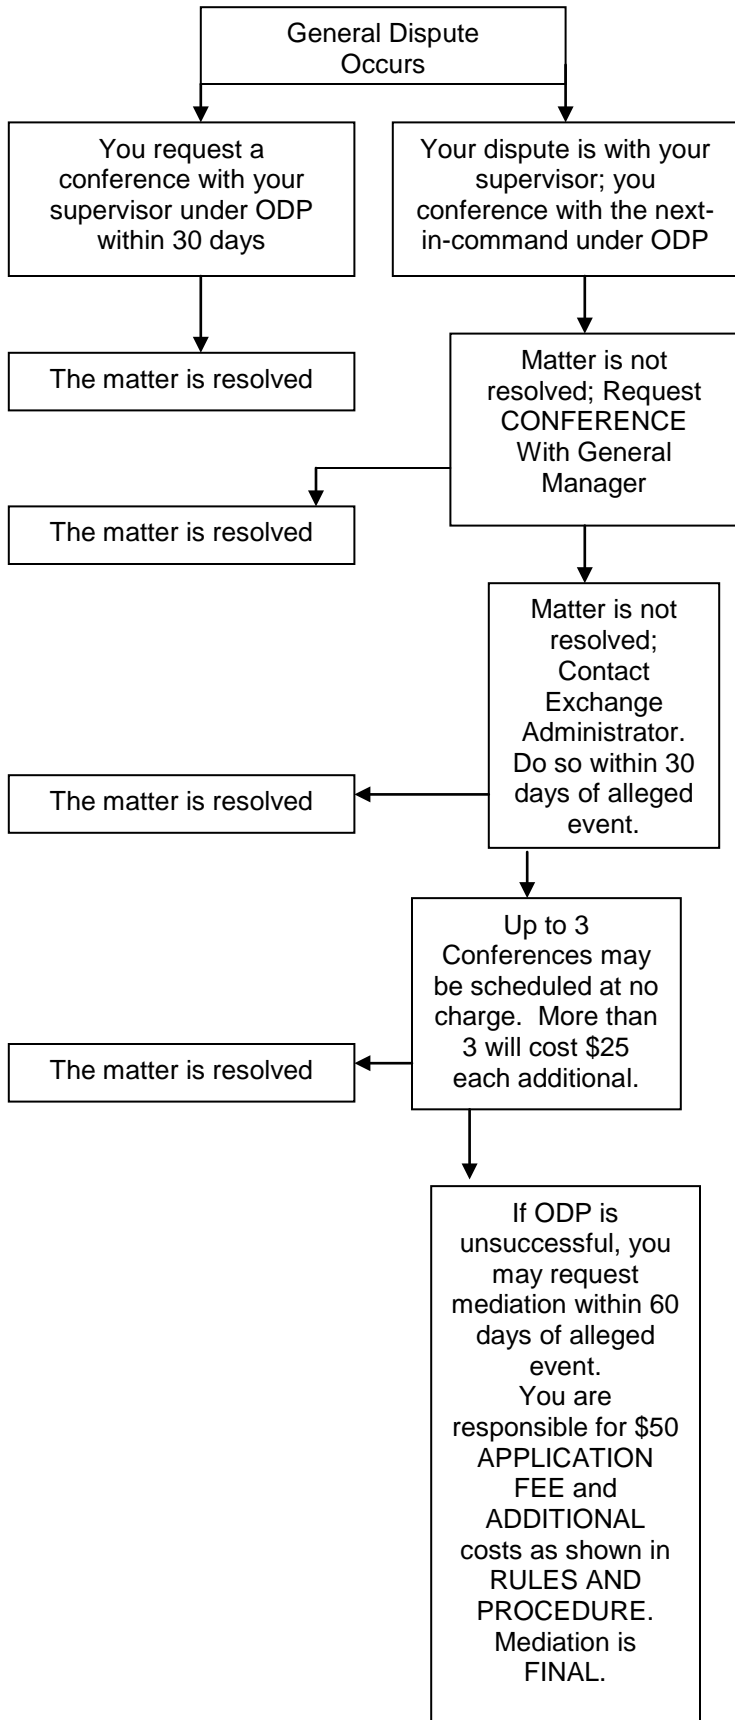 General Dispute
Occurs
You request a
conference with your
supervisor under ODP
within 30 days
Your dispute is with your
supervisor; you
conference with the next-
in-command under ODP
The matter is resolved
Matter is not
resolved; Request
CONFERENCE
With General
Manager
The matter is resolved
Matter is not
resolved;
Contact
Exchange
Administrator.
Do so within 30
days of alleged
event.
The matter is resolved
Up to 3
Conferences may
be scheduled at no
charge.  More than
3 will cost $25
each additional.
The matter is resolved
If ODP is
unsuccessful, you
may request
mediation within 60
days of alleged
event.
You are
responsible for $50
APPLICATION
FEE and
ADDITIONAL
costs as shown in
RULES AND
PROCEDURE.
Mediation is
FINAL.